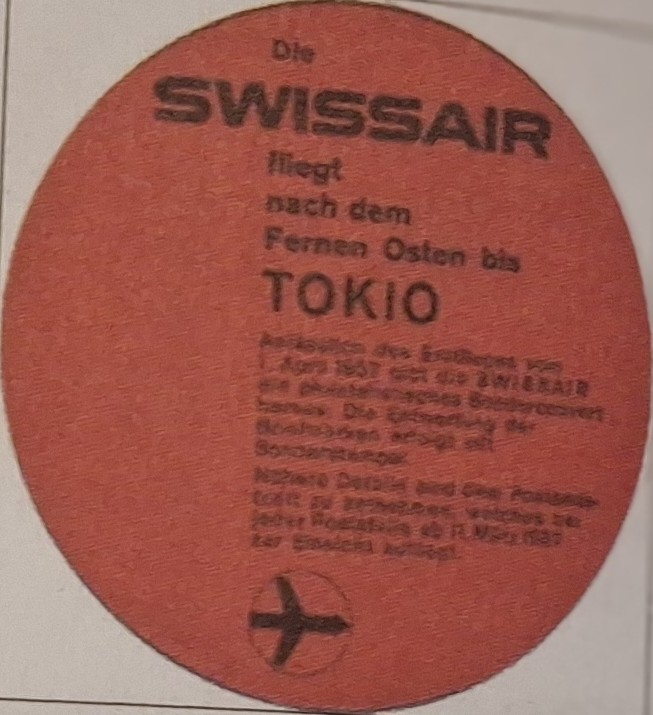 Die
SWISSAIR
fliegt
nach dem
Fernen Osten bis
TOKIO
Anlässlich des Erstfluges vom
1. April 1957 gibt die SWISSAIR
ein philatelistisches Sondercouvert
heraus. Die Entwertung der
Briefmarken erfolgt mit
Sonderstempel.
Nähere Details sind dem Postamts-
blatt zu entnehmen, welches bei
jeder Poststelle ab 11. März 1957
zur Einsicht aufliegt.